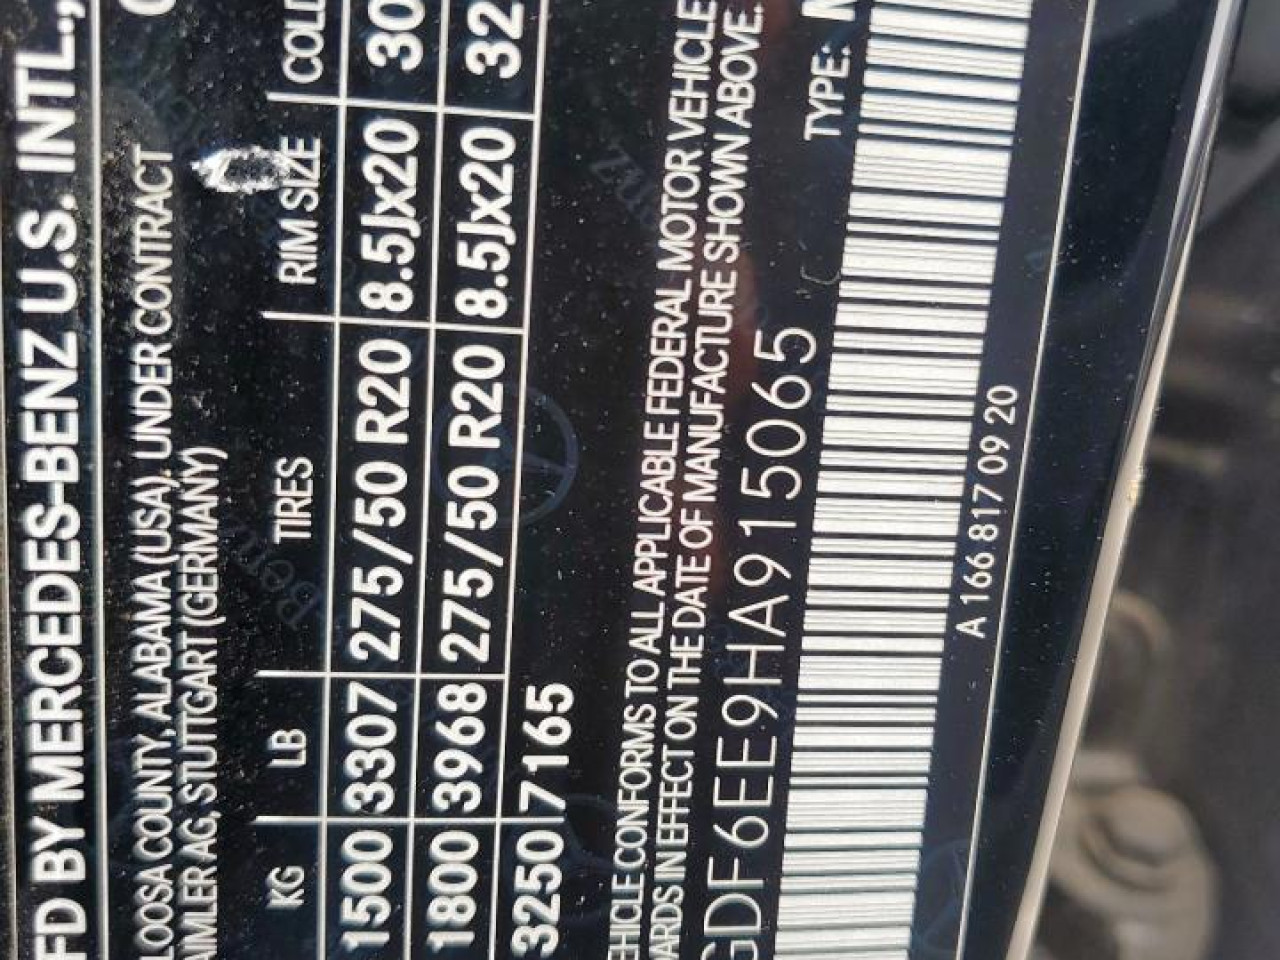 FD BY MERCEDES-BENZ U.S. INTL.,
LOOSA COUNTY, ALABAMA (USA), UNDER CONTRACT
AIMLER AG, STUTTGART (GERMANY)
KG LB TIRES RIM SIZE COLD
1500 3307 275/50 R20 8.5Jx20 30
1800 3968 275/50 R20 8.5Jx20 32
3250 7165
EHICLE CONFORMS TO ALL APPLICABLE FEDERAL MOTOR VEHICLE
ARDS IN EFFECT ON THE DATE OF MANUFACTURE SHOWN ABOVE.
GDF6EE9HA915065 TYPE:
A 166 817 09 20